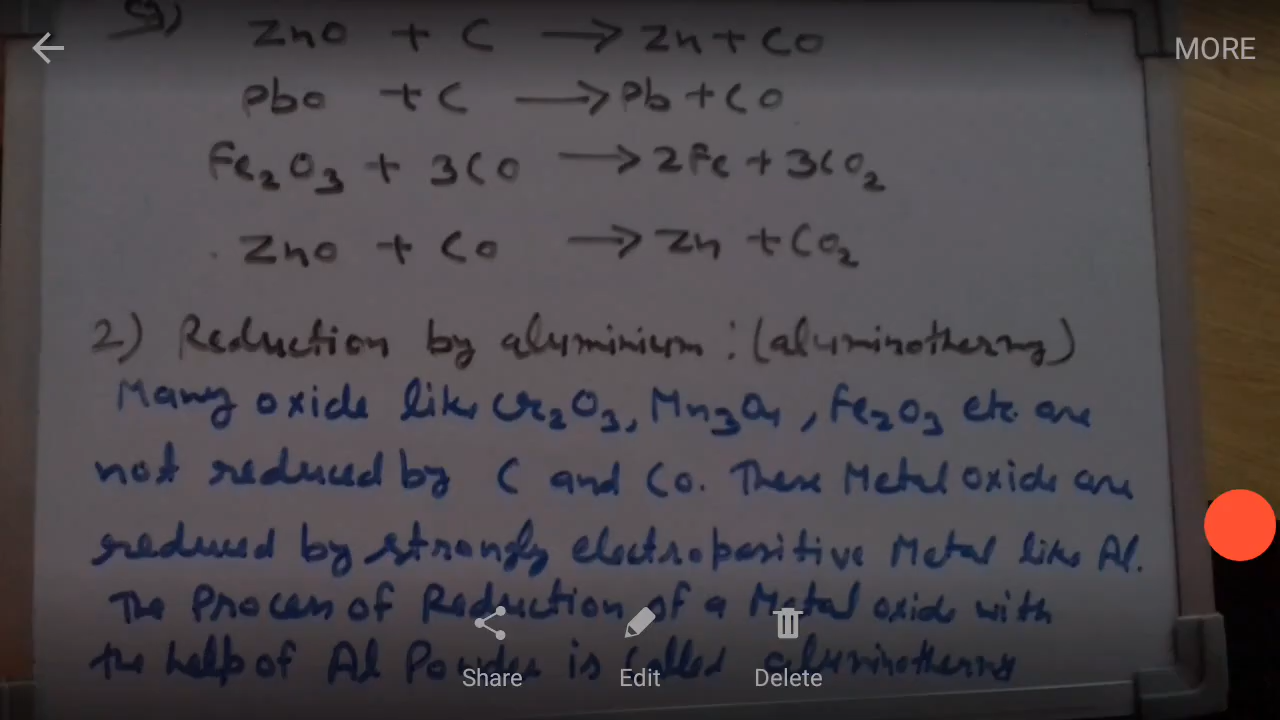 Eg)
ZnO + C → Zn + CO
MORE
PbO + C → Pb + CO
Fe2O3 + 3CO → 2Fe + 3CO2
ZnO + CO → Zn + CO2
2) Reduction by aluminium : (aluminothermy)
Many oxide like Cr2O3, Mn3O4, Fe2O3 etc. are
not reduced by C and Co. These Metal oxide are
reduced by strongly electropositive Metal like Al.
The Process of Reduction of a Metal oxide with
the help of Al Powder is called aluminothermy
Share Edit Delete